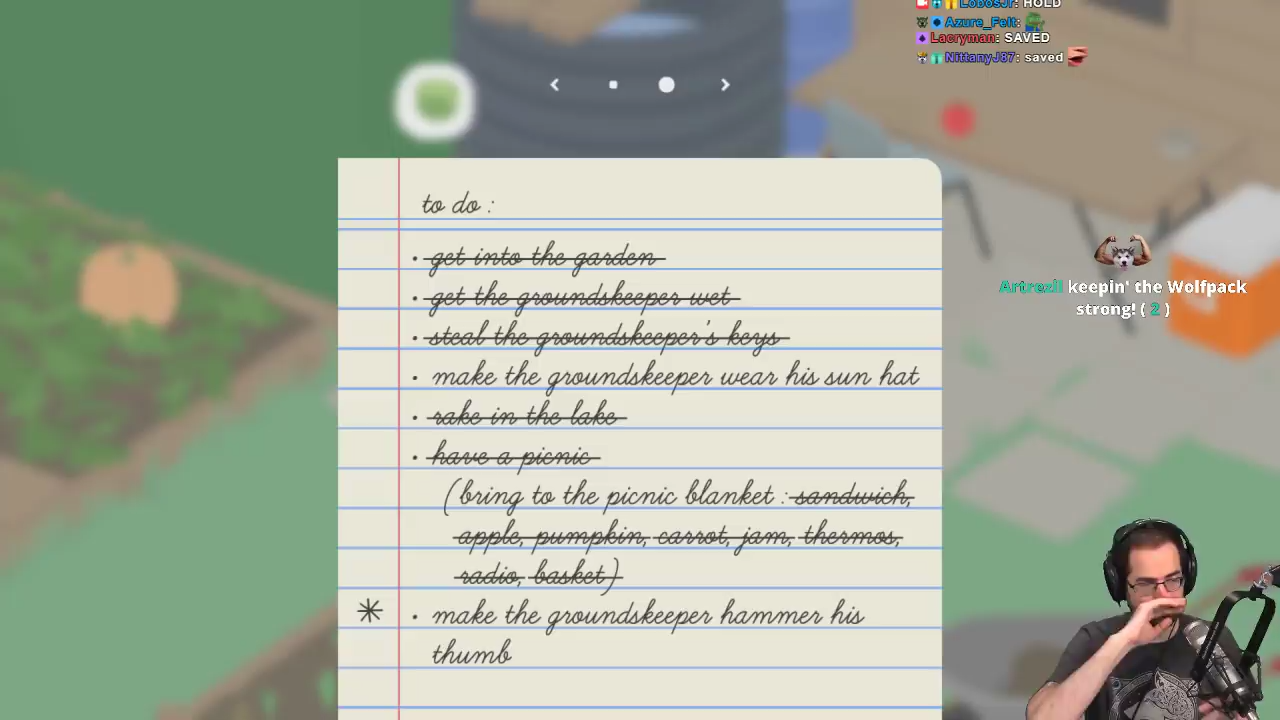 LobosJr: HOLD
Azure_Felt:
Lacryman: SAVED
NittanyJ87: saved
to do :
• get into the garden
• get the groundskeeper wet
• steal the groundskeeper's keys
• make the groundskeeper wear his sun hat
• rake in the lake
• have a picnic
(bring to the picnic blanket : sandwich,
apple, pumpkin, carrot, jam, thermos,
radio, basket)
• make the groundskeeper hammer his
thumb
Artrezil keepin' the Wolfpack
strong! ( 2 )